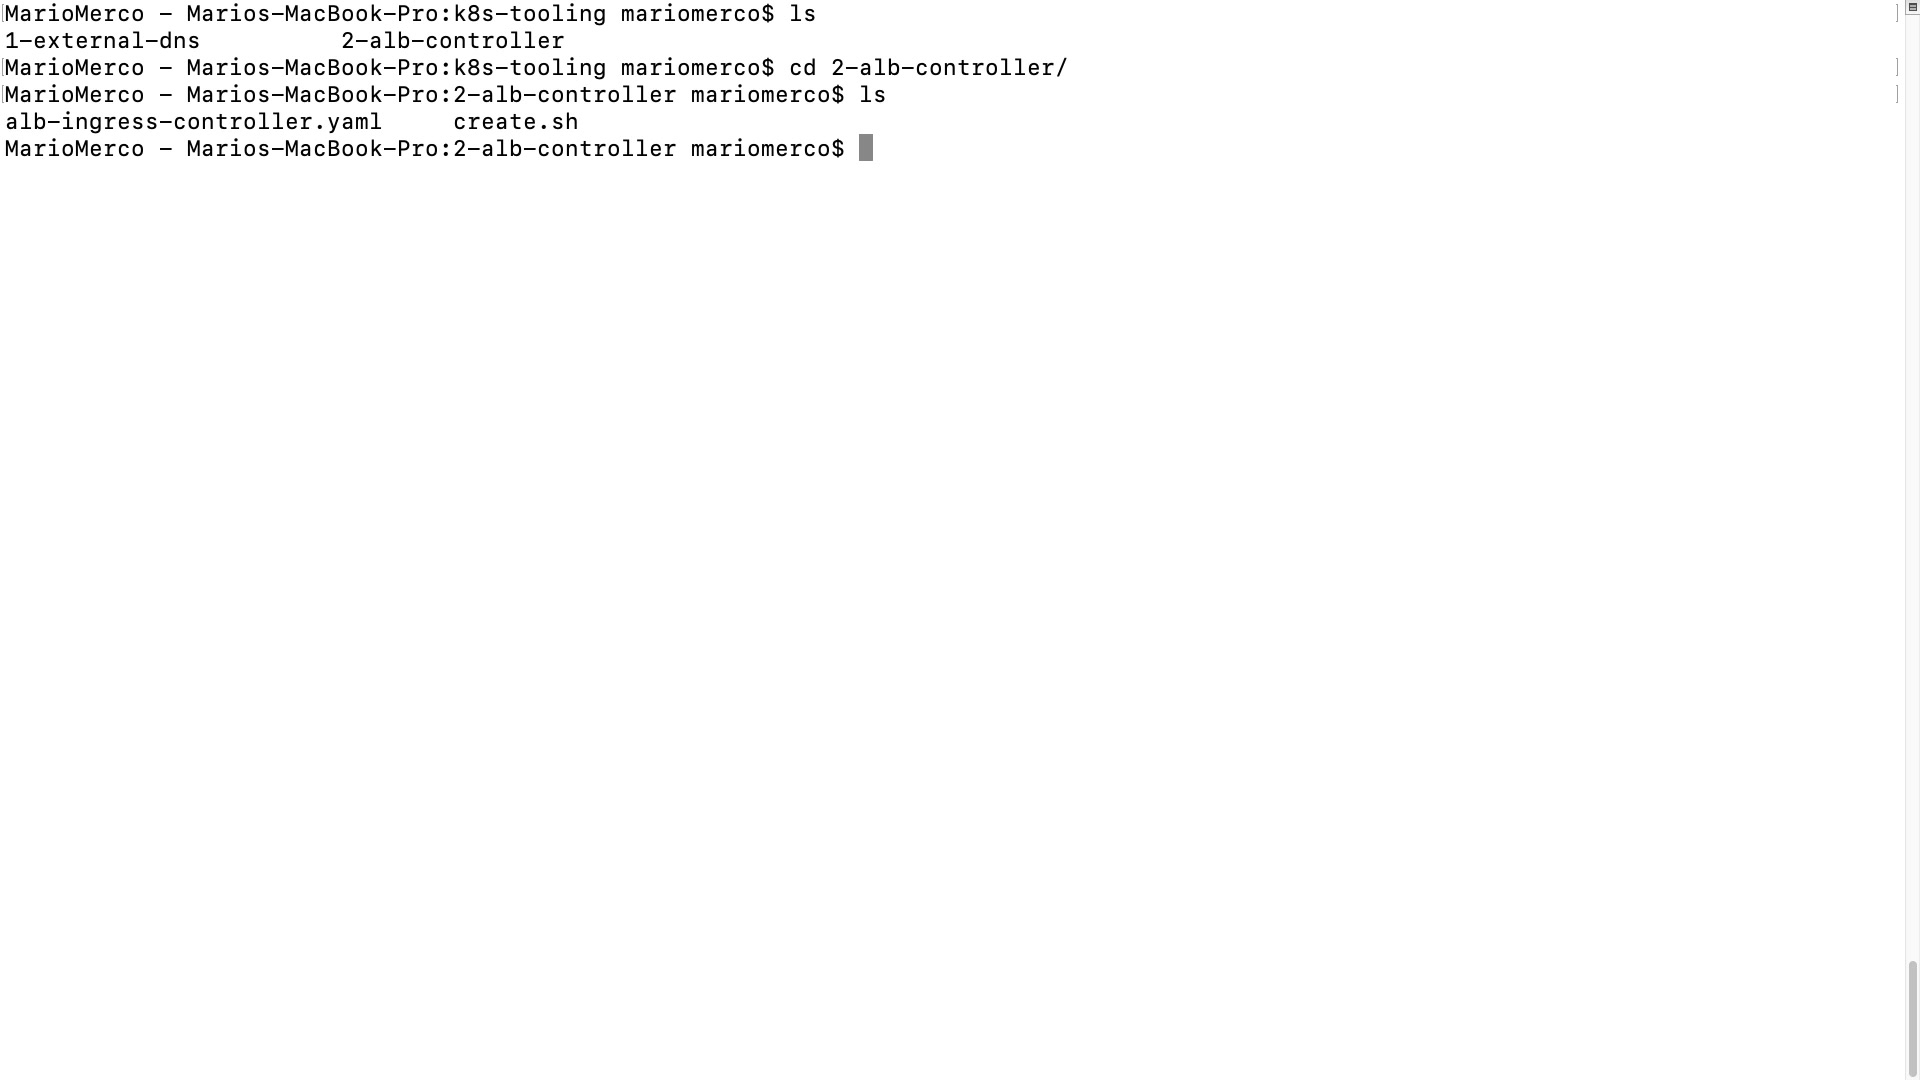 MarioMerco - Marios-MacBook-Pro:k8s-tooling mariomerco$ ls
1-external-dns          2-alb-controller
MarioMerco - Marios-MacBook-Pro:k8s-tooling mariomerco$ cd 2-alb-controller/
MarioMerco - Marios-MacBook-Pro:2-alb-controller mariomerco$ ls
alb-ingress-controller.yaml     create.sh
MarioMerco - Marios-MacBook-Pro:2-alb-controller mariomerco$